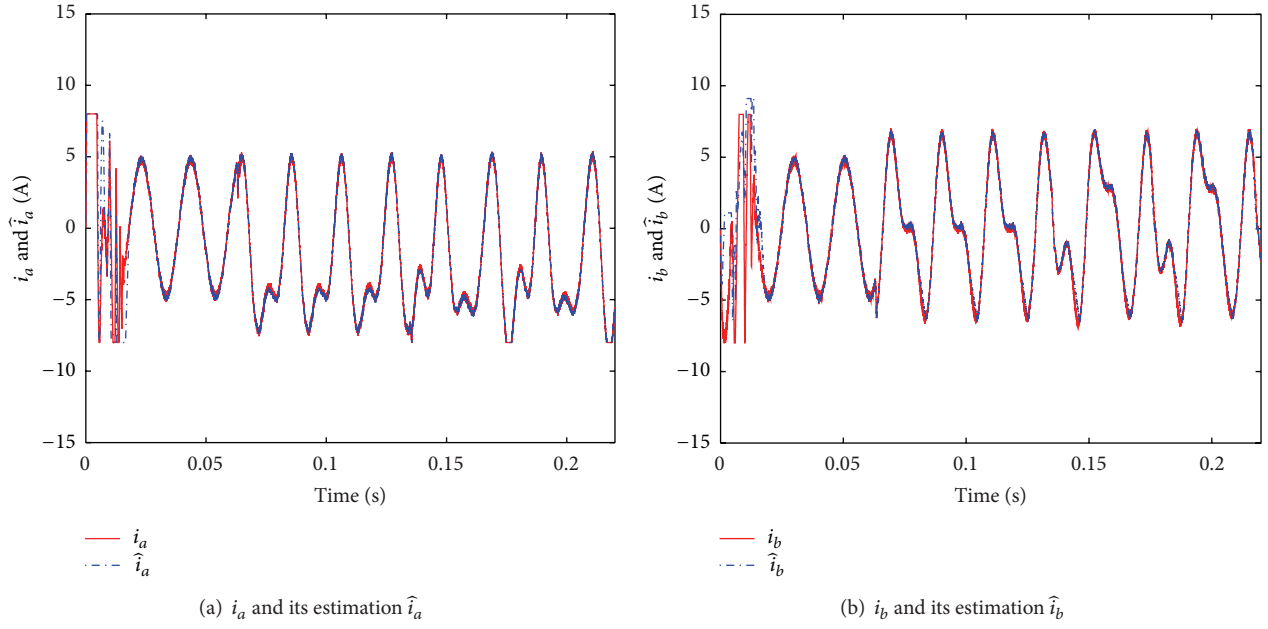 15
10
5
0
−5
−10
−15
i_a and î_a (A)
0
0.05
0.1
0.15
0.2
Time (s)
i_a
î_a
(a) i_a and its estimation î_a
15
10
5
0
−5
−10
−15
i_b and î_b (A)
0
0.05
0.1
0.15
0.2
Time (s)
i_b
î_b
(b) i_b and its estimation î_b